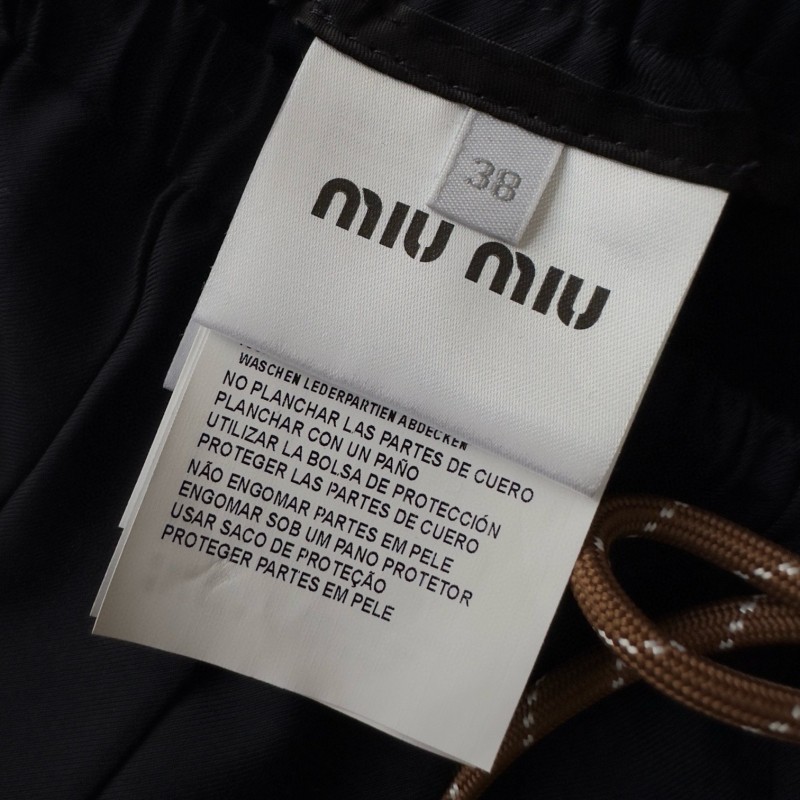 38
MIU MIU
WASCHEN LEDERPARTIEN ABDECKEN
NO PLANCHAR LAS PARTES DE CUERO
PLANCHAR CON UN PAÑO
UTILIZAR LA BOLSA DE PROTECCIÓN
PROTEGER LAS PARTES DE CUERO
NÃO ENGOMAR PARTES EM PELE
ENGOMAR SOB UM PANO PROTETOR
USAR SACO DE PROTEÇÃO
PROTEGER PARTES EM PELE